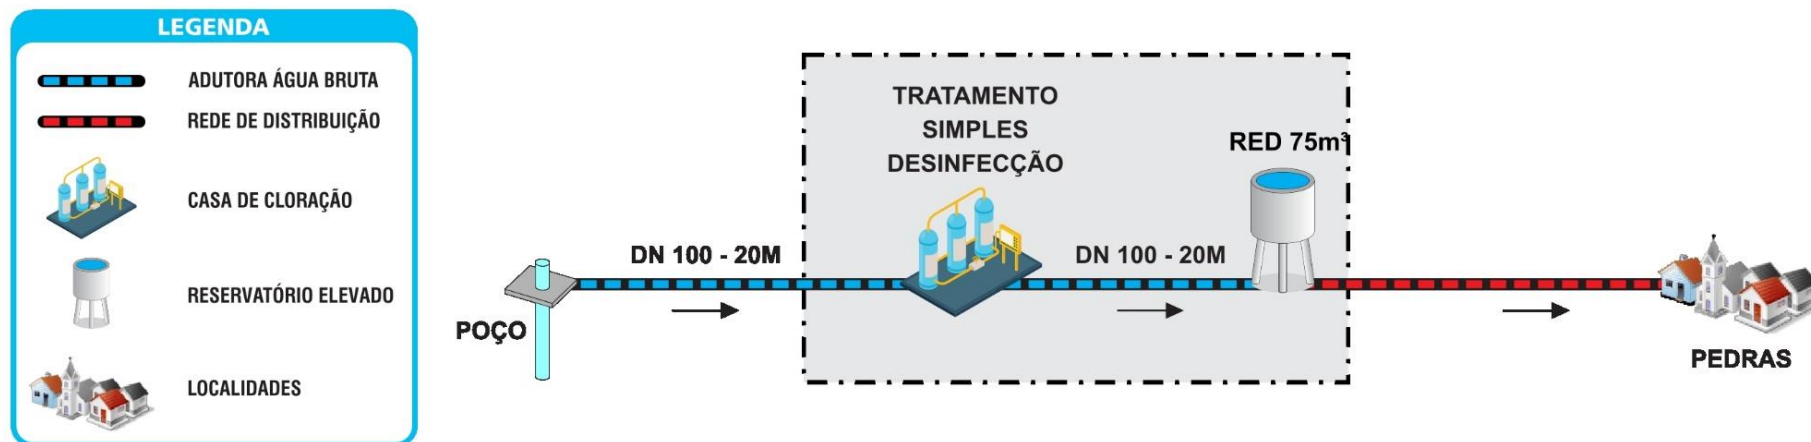 LEGENDA
ADUTORA ÁGUA BRUTA
REDE DE DISTRIBUIÇÃO
CASA DE CLORAÇÃO
RESERVATÓRIO ELEVADO
LOCALIDADES
POÇO
DN 100 - 20M
TRATAMENTO
SIMPLES
DESINFECÇÃO
DN 100 - 20M
RED 75m³
PEDRAS